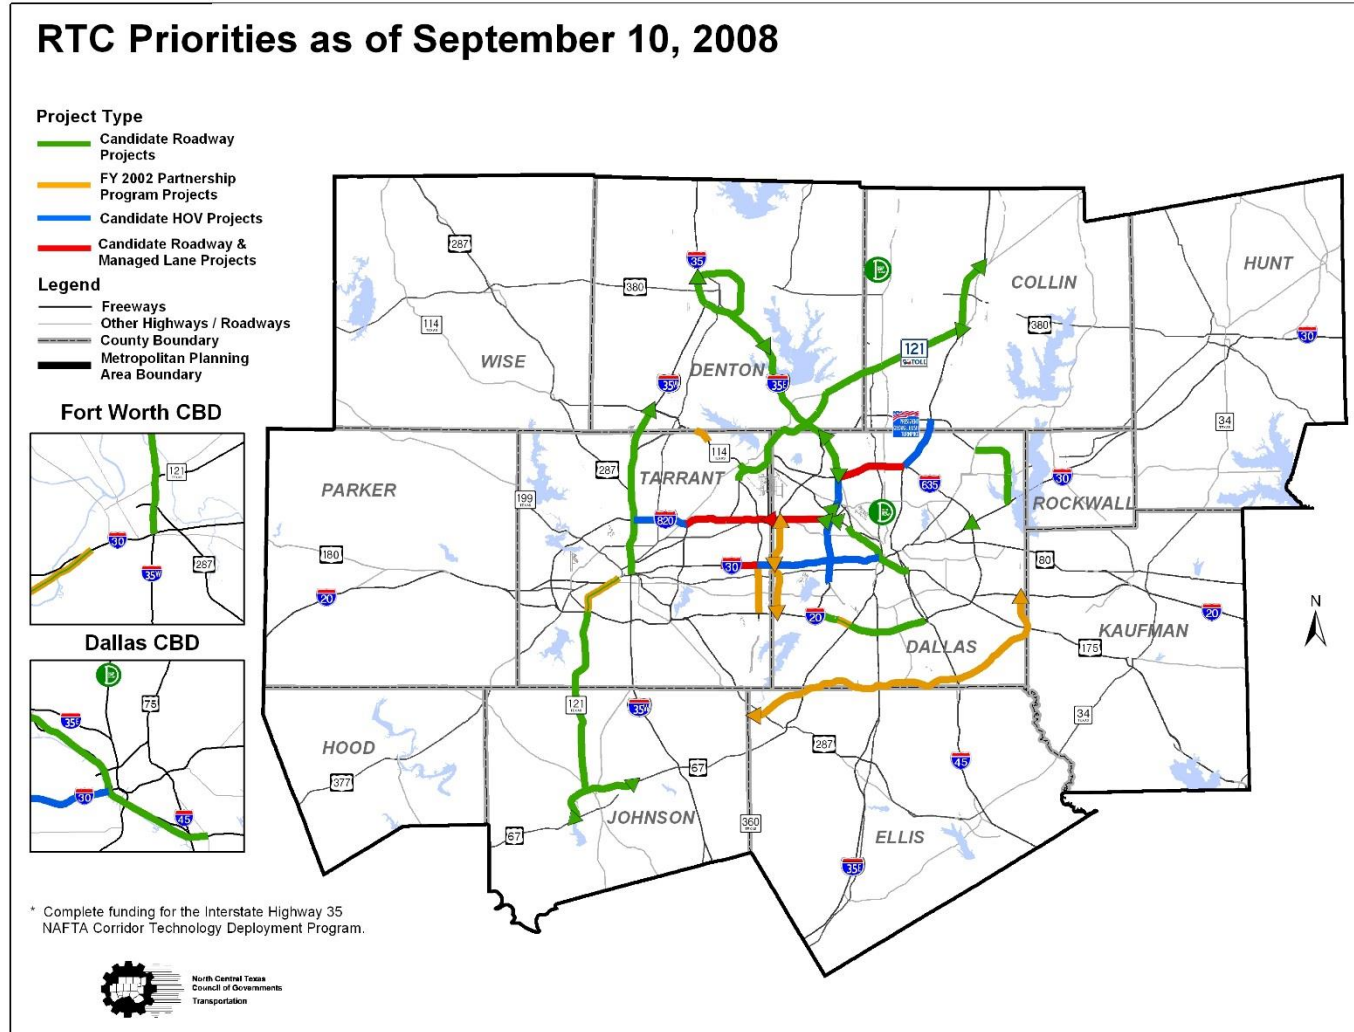 RTC Priorities as of September 10, 2008
Project Type
Candidate Roadway
Projects
FY 2002 Partnership
Program Projects
Candidate HOV Projects
Candidate Roadway &
Managed Lane Projects
Legend
Freeways
Other Highways / Roadways
County Boundary
Metropolitan Planning
Area Boundary
Fort Worth CBD
121
30
287
35W
Dallas CBD
75
35E
30
45
287
35
380
HUNT
COLLIN
114
380
30
WISE
121
TOLL
35W
DENTON
35E
34
114
287
TARRANT
635
PARKER
199
30
ROCKWALL
820
180
80
30
20
20
20
N
KAUFMAN
DALLAS
175
121
35W
34
HOOD
287
377
67
45
JOHNSON
360
67
ELLIS
35E
* Complete funding for the Interstate Highway 35
NAFTA Corridor Technology Deployment Program.
North Central Texas
Council of Governments
Transportation